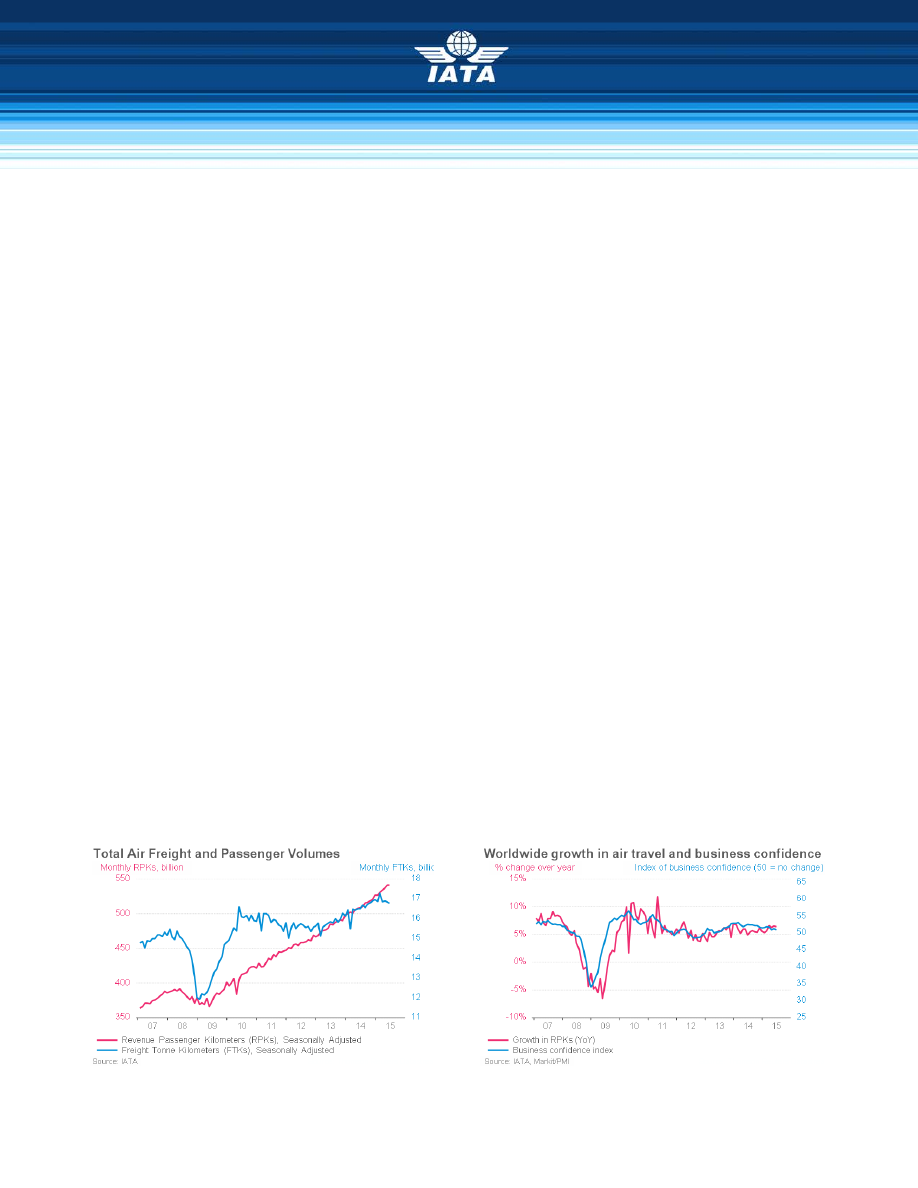 IATA
Total Air Freight and Passenger Volumes
Monthly RPKs, billion Monthly FTKs, billic
550 18
17
500 16
15
450 14
13
400 12
350 11
07 08 09 10 11 12 13 14 15
Revenue Passenger Kilometers (RPKs), Seasonally Adjusted
Freight Tonne Kilometers (FTKs), Seasonally Adjusted
Source: IATA
Worldwide growth in air travel and business confidence
% change over year Index of business confidence (50 = no change)
15% 65
60
10% 55
5% 50
45
0% 40
-5% 35
30
-10% 25
07 08 09 10 11 12 13 14 15
Growth in RPKs (YoY)
Business confidence index
Source: IATA, Markit/PMI